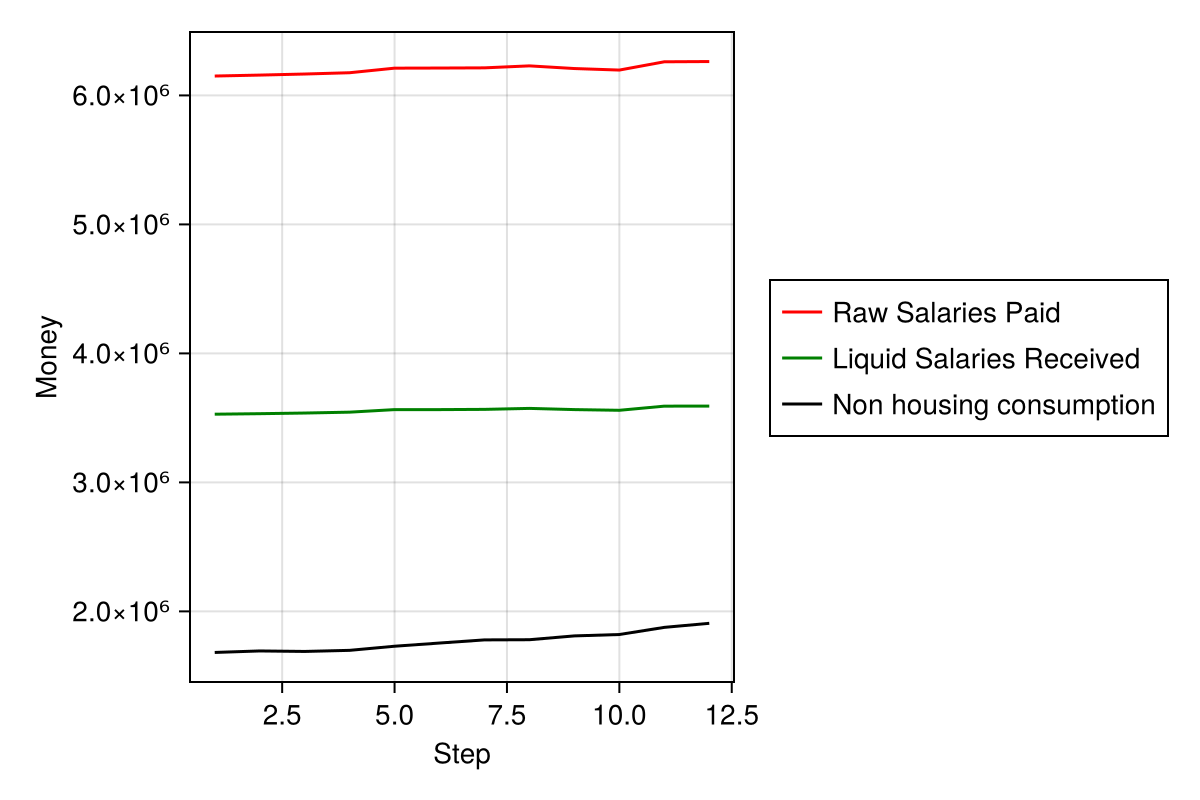 Money
6.0×10⁶
5.0×10⁶
4.0×10⁶
3.0×10⁶
2.0×10⁶
2.5 5.0 7.5 10.0 12.5
Step
Raw Salaries Paid
Liquid Salaries Received
Non housing consumption